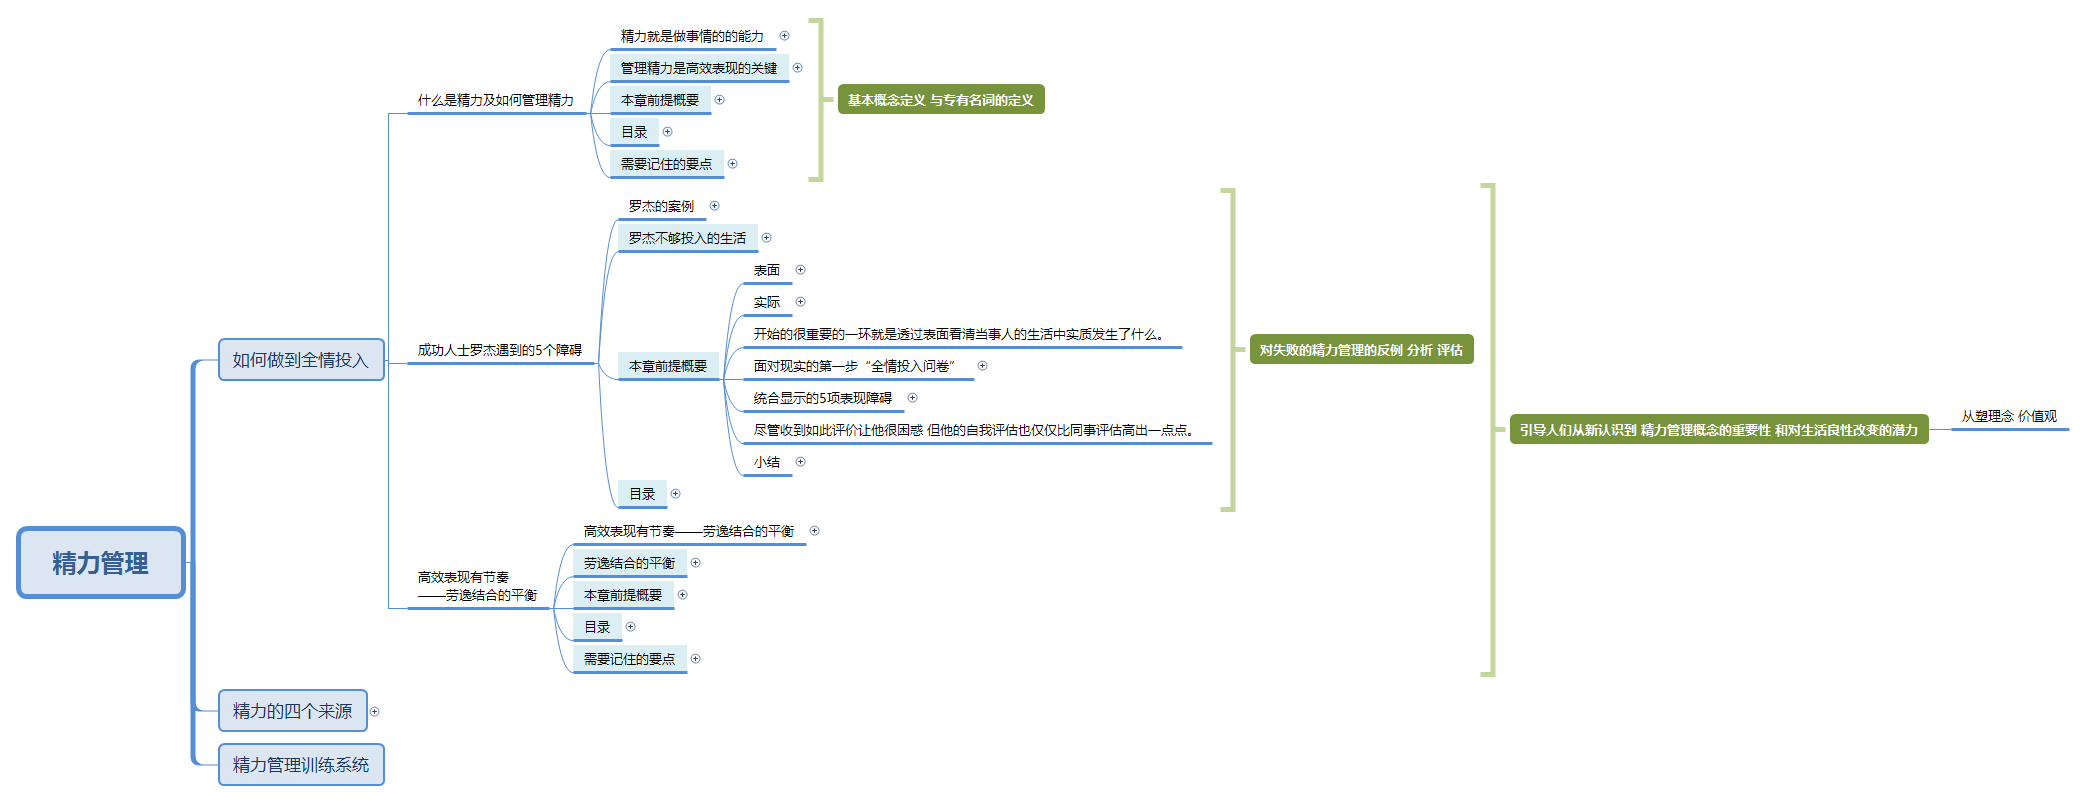 精力管理
如何做到全情投入
什么是精力及如何管理精力
精力就是做事情的的能力
管理精力是高效表现的关键
本章前提概要
目录
需要记住的要点
基本概念定义 与专有名词的定义
成功人士罗杰遇到的5个障碍
罗杰的案例
罗杰不够投入的生活
本章前提概要
表面
实际
开始的很重要的一环就是透过表面看清当事人的生活中实质发生了什么。
面对现实的第一步“全情投入问卷”
统合显示的5项表现障碍
尽管收到如此评价让他很困惑 但他的自我评估也仅仅比同事评估高出一点点。
小结
目录
对失败的精力管理的反例 分析 评估
高效表现有节奏
——劳逸结合的平衡
高效表现有节奏——劳逸结合的平衡
劳逸结合的平衡
本章前提概要
目录
需要记住的要点
引导人们从新认识到 精力管理概念的重要性 和对生活良性改变的潜力
从塑理念 价值观
精力的四个来源
精力管理训练系统